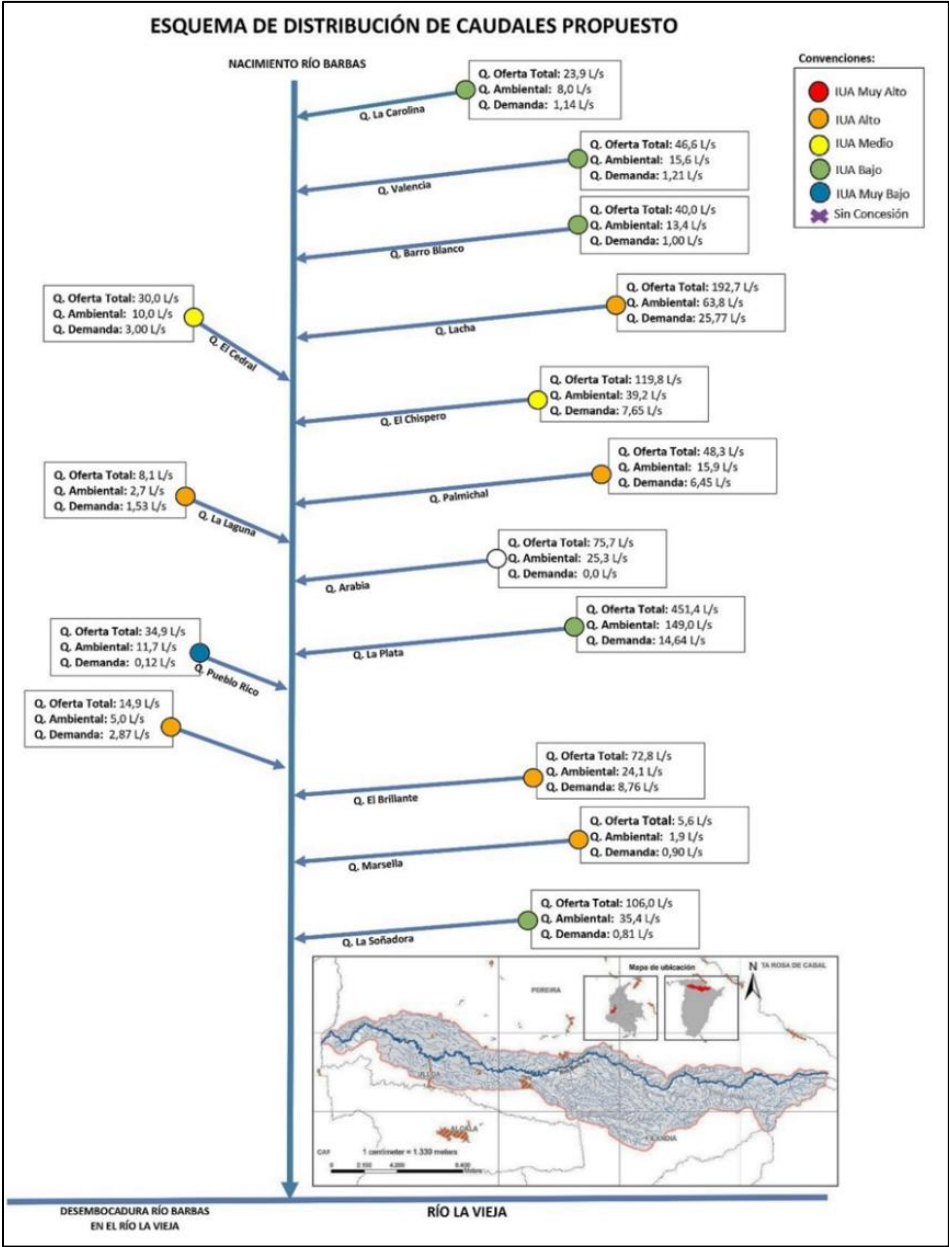 ESQUEMA DE DISTRIBUCIÓN DE CAUDALES PROPUESTO
NACIMIENTO RÍO BARBAS
Convenciones:
IUA Muy Alto
IUA Alto
IUA Medio
IUA Bajo
IUA Muy Bajo
Sin Concesión
Q. Oferta Total: 23,9 L/s
Q. Ambiental: 8,0 L/s
Q. Demanda: 1,14 L/s
Q. La Carolina
Q. Oferta Total: 46,6 L/s
Q. Ambiental: 15,6 L/s
Q. Demanda: 1,21 L/s
Q. Valencia
Q. Oferta Total: 40,0 L/s
Q. Ambiental: 13,4 L/s
Q. Demanda: 1,00 L/s
Q. Barro Blanco
Q. Oferta Total: 192,7 L/s
Q. Ambiental: 63,8 L/s
Q. Demanda: 25,77 L/s
Q. Lacha
Q. Oferta Total: 30,0 L/s
Q. Ambiental: 10,0 L/s
Q. Demanda: 3,00 L/s
Q. El Cedral
Q. Oferta Total: 119,8 L/s
Q. Ambiental: 39,2 L/s
Q. Demanda: 7,65 L/s
Q. El Chispero
Q. Oferta Total: 48,3 L/s
Q. Ambiental: 15,9 L/s
Q. Demanda: 6,45 L/s
Q. Palmichal
Q. Oferta Total: 8,1 L/s
Q. Ambiental: 2,7 L/s
Q. Demanda: 1,53 L/s
Q. La Laguna
Q. Oferta Total: 75,7 L/s
Q. Ambiental: 25,3 L/s
Q. Demanda: 0,0 L/s
Q. Arabia
Q. Oferta Total: 451,4 L/s
Q. Ambiental: 149,0 L/s
Q. Demanda: 14,64 L/s
Q. La Plata
Q. Oferta Total: 34,9 L/s
Q. Ambiental: 11,7 L/s
Q. Demanda: 0,12 L/s
Q. Pueblo Rico
Q. Oferta Total: 14,9 L/s
Q. Ambiental: 5,0 L/s
Q. Demanda: 2,87 L/s
Q. Oferta Total: 72,8 L/s
Q. Ambiental: 24,1 L/s
Q. Demanda: 8,76 L/s
Q. El Brillante
Q. Oferta Total: 5,6 L/s
Q. Ambiental: 1,9 L/s
Q. Demanda: 0,90 L/s
Q. Marsella
Q. Oferta Total: 106,0 L/s
Q. Ambiental: 35,4 L/s
Q. Demanda: 0,81 L/s
Q. La Soñadora
Mapa de ubicación
N
TA ROSA DE CABAL
PEREIRA
ALCALA
1 centimeter = 1.330 meters
0
RÍO LA VIEJA
DESEMBOCADURA RÍO BARBAS
EN EL RÍO LA VIEJA